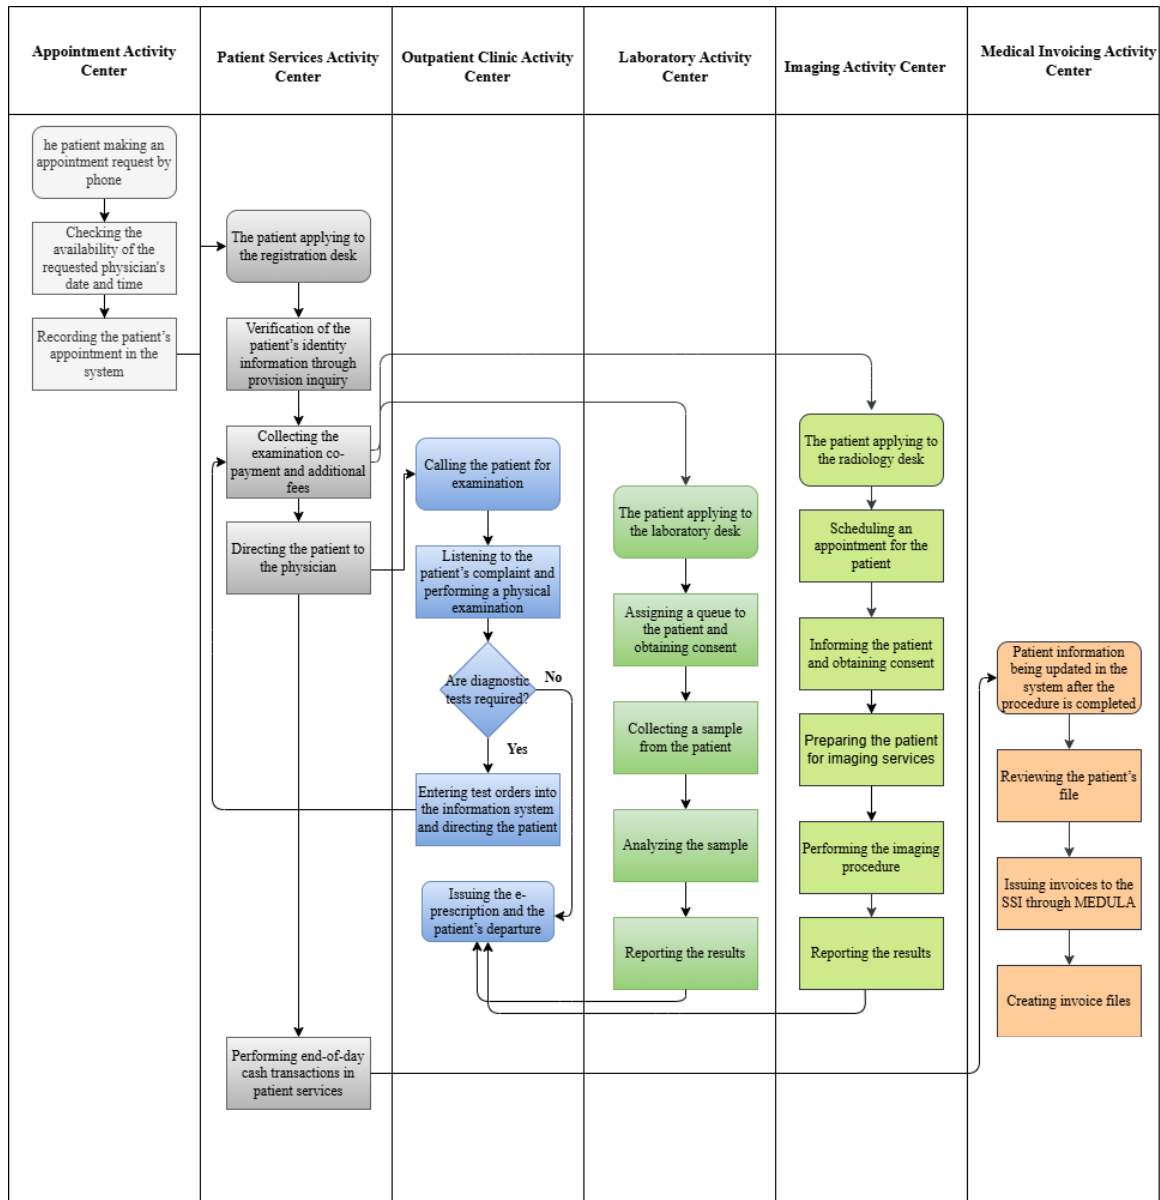 Appointment Activity
Center
Patient Services Activity
Center
Outpatient Clinic Activity
Center
Laboratory Activity
Center
Imaging Activity Center
Medical Invoicing Activity
Center
he patient making an
appointment request by
phone
Checking the
availability of the
requested physician's
date and time
Recording the patient’s
appointment in the
system
The patient applying to
the registration desk
Verification of the
patient’s identity
information through
provision inquiry
Collecting the
examination co-
payment and additional
fees
Directing the patient to
the physician
Performing end-of-day
cash transactions in
patient services
Calling the patient for
examination
Listening to the
patient’s complaint and
performing a physical
examination
Are diagnostic
tests required?
No
Yes
Entering test orders into
the information system
and directing the patient
Issuing the e-
prescription and the
patient’s departure
The patient applying to
the laboratory desk
Assigning a queue to
the patient and
obtaining consent
Collecting a sample
from the patient
Analyzing the sample
Reporting the results
The patient applying to
the radiology desk
Scheduling an
appointment for the
patient
Informing the patient
and obtaining consent
Preparing the patient
for imaging services
Performing the imaging
procedure
Reporting the results
Patient information
being updated in the
system after the
procedure is completed
Reviewing the patient’s
file
Issuing invoices to the
SSI through MEDULA
Creating invoice files